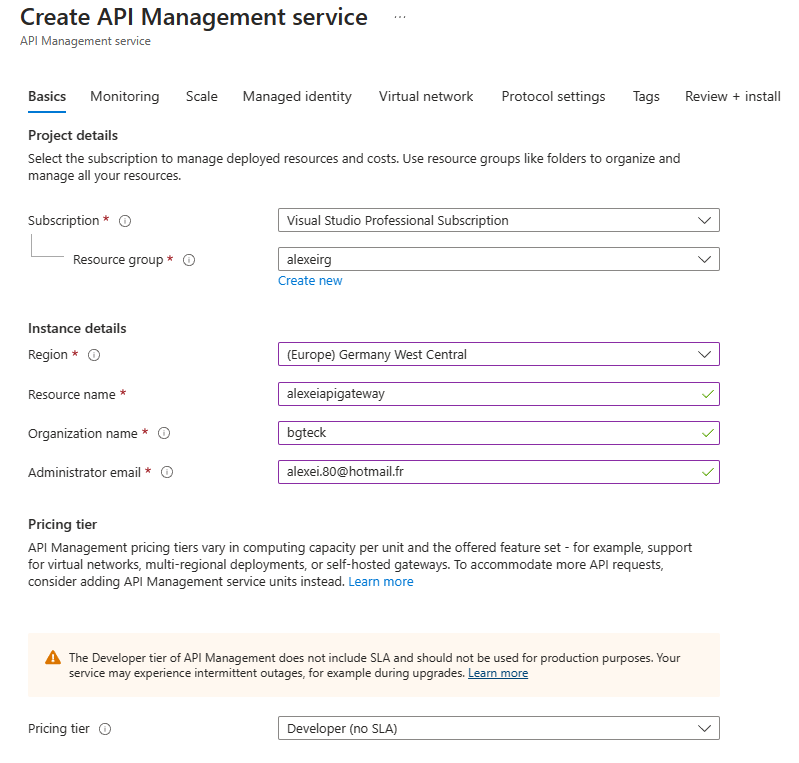 Create API Management service ...
API Management service
Basics Monitoring Scale Managed identity Virtual network Protocol settings Tags Review + install
Project details
Select the subscription to manage deployed resources and costs. Use resource groups like folders to organize and
manage all your resources.
Subscription * Visual Studio Professional Subscription
Resource group * alexeirg
Create new
Instance details
Region * (Europe) Germany West Central
Resource name * alexeiapigateway
Organization name * bgteck
Administrator email * alexei.80@hotmail.fr
Pricing tier
API Management pricing tiers vary in computing capacity per unit and the offered feature set - for example, support
for virtual networks, multi-regional deployments, or self-hosted gateways. To accommodate more API requests,
consider adding API Management service units instead. Learn more
The Developer tier of API Management does not include SLA and should not be used for production purposes. Your
service may experience intermittent outages, for example during upgrades. Learn more
Pricing tier Developer (no SLA)